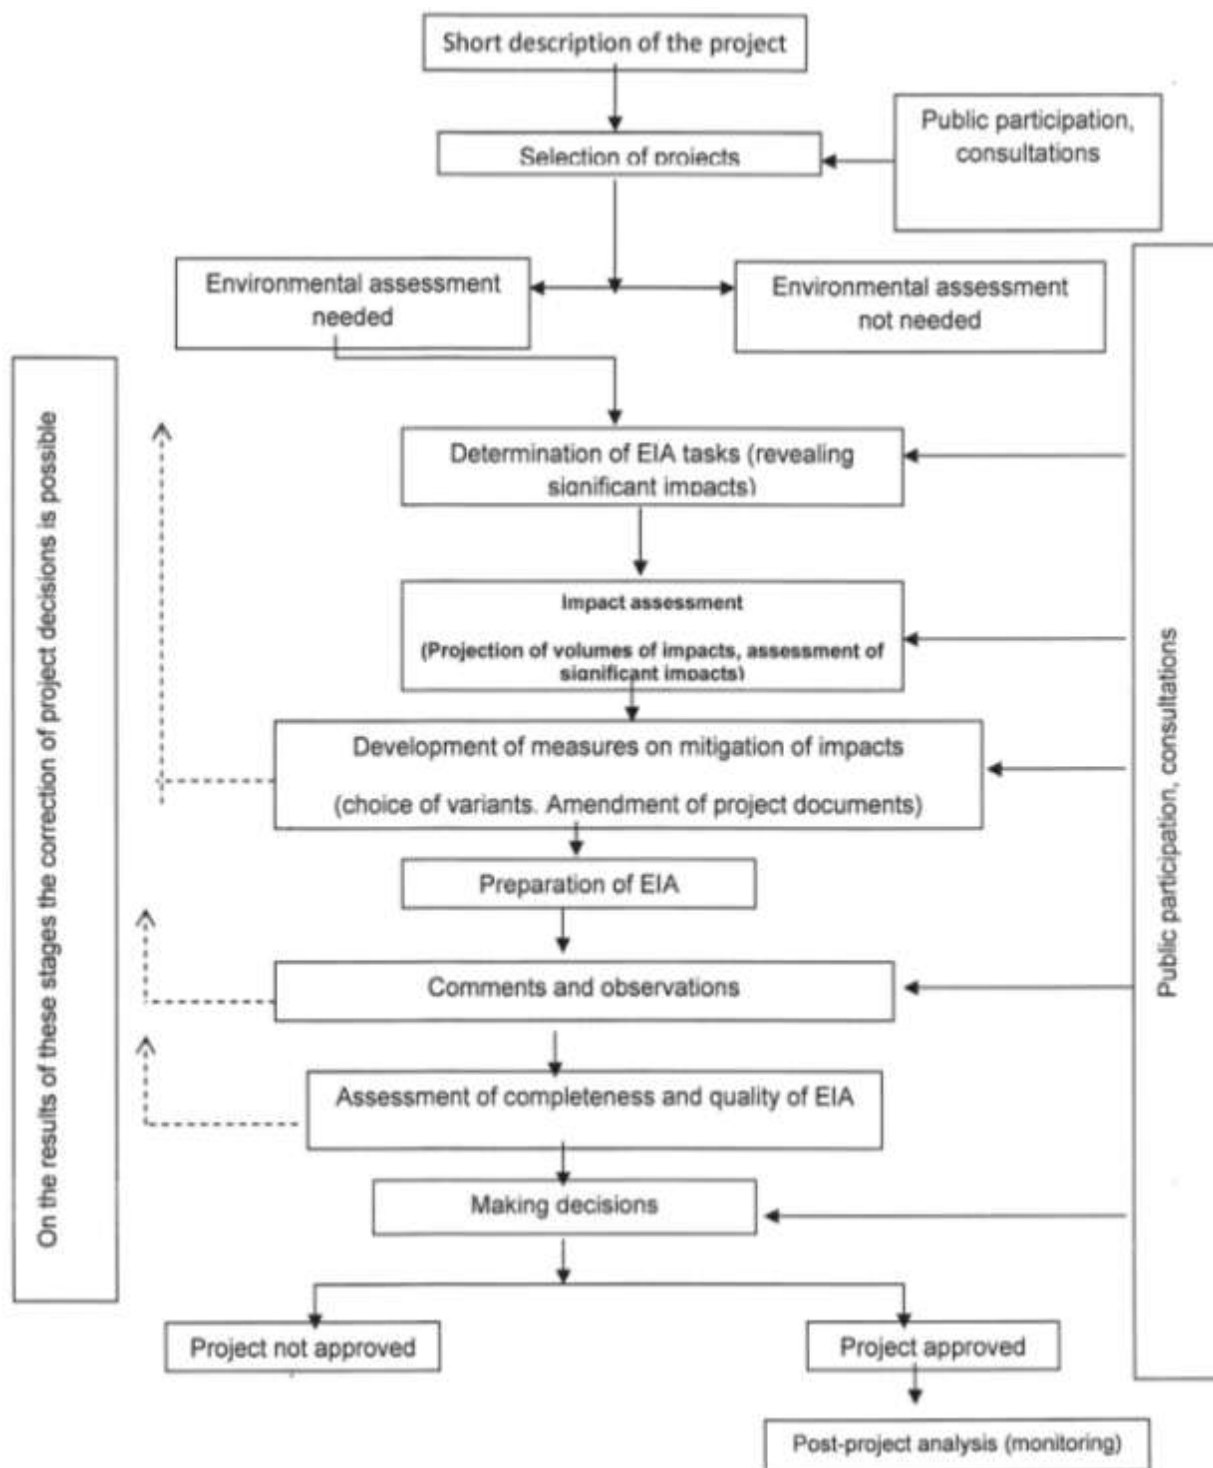 Short description of the project
Selection of projects
Public participation,
consultations
Environmental assessment
needed
Environmental assessment
not needed
On the results of these stages the correction of project decisions is possible
Determination of EIA tasks (revealing
significant impacts)
Impact assessment
(Projection of volumes of impacts, assessment of
significant impacts)
Development of measures on mitigation of impacts
(choice of variants. Amendment of project documents)
Preparation of EIA
Comments and observations
Assessment of completeness and quality of EIA
Making decisions
Project not approved
Project approved
Post-project analysis (monitoring)
Public participation, consultations